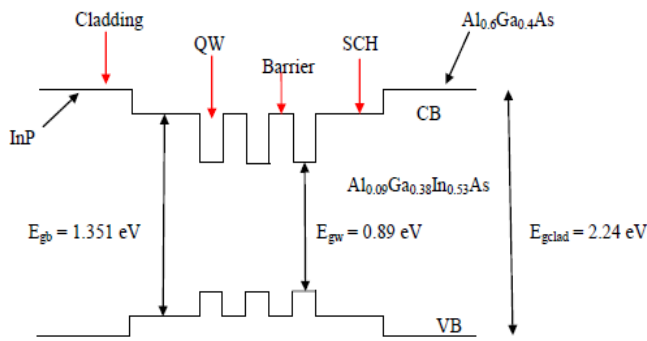 Cladding
Al0.6Ga0.4As
QW
SCH
Barrier
CB
InP
Al0.09Ga0.38In0.53As
Egb = 1.351 eV
Egw = 0.89 eV
Egclad = 2.24 eV
VB